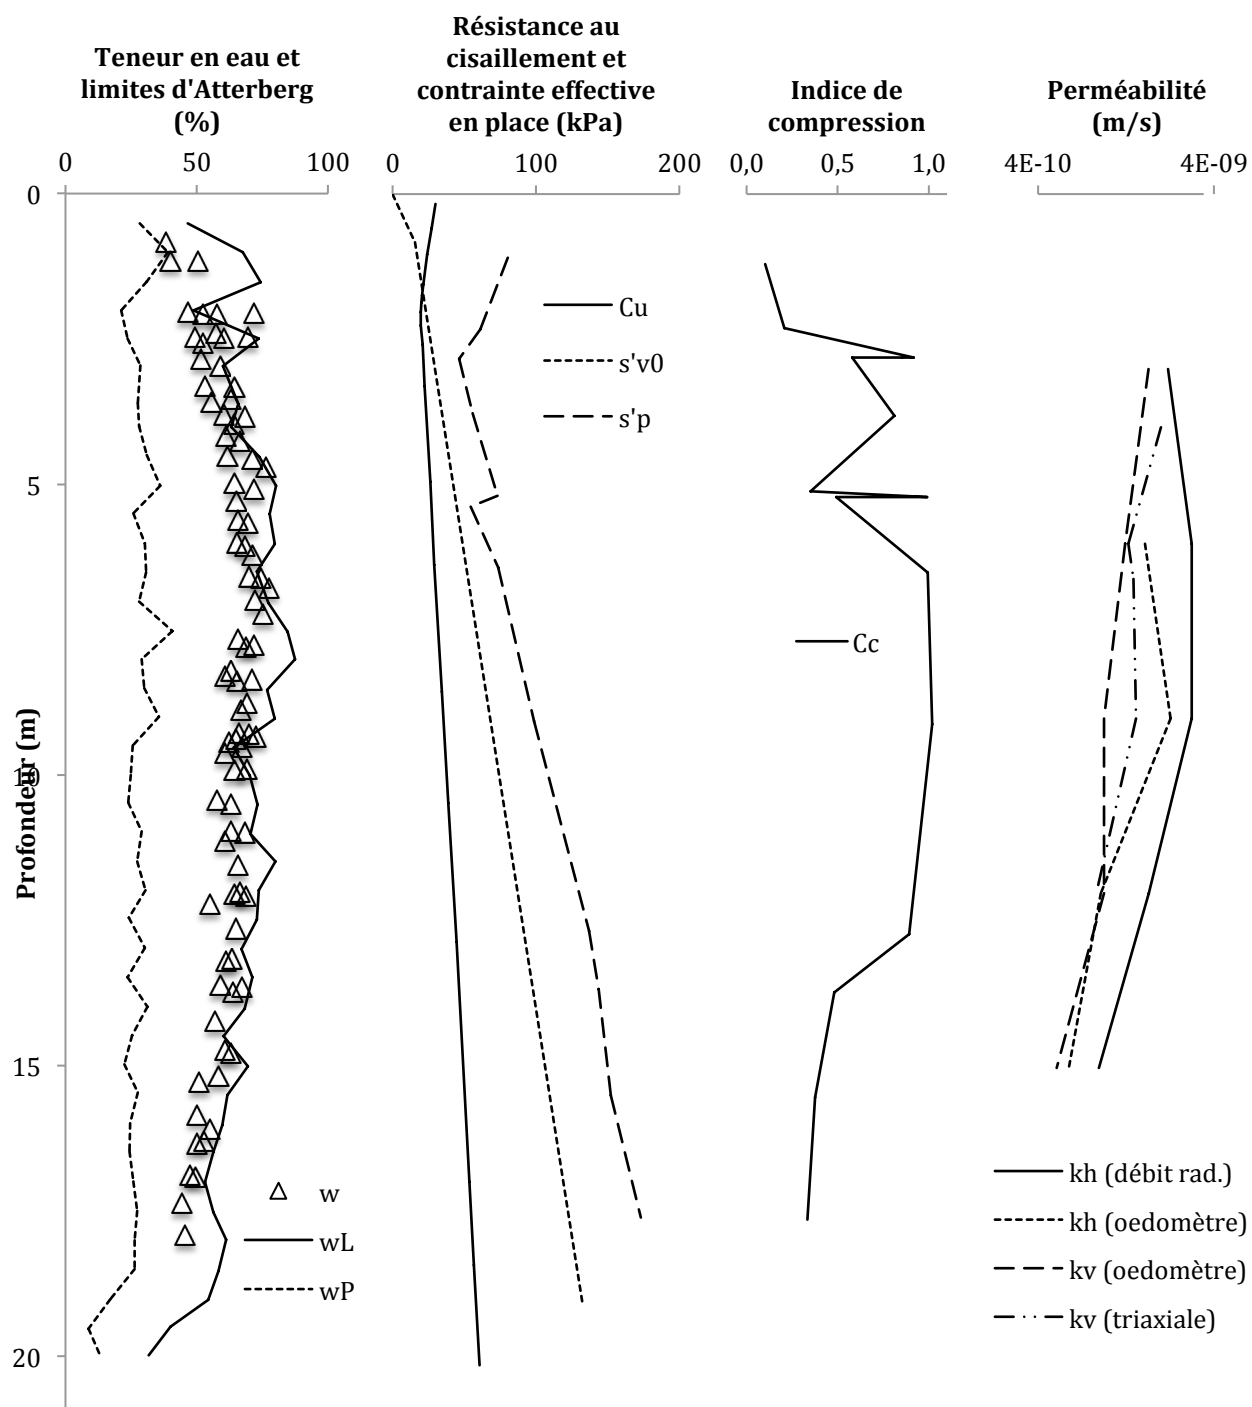 Teneur en eau et
limites d'Atterberg
(%)
0 50 100
Résistance au
cisaillement et
contrainte effective
en place (kPa)
0 100 200
Indice de
compression
0,0 0,5 1,0
Perméabilité
(m/s)
4E-10 4E-09
Profondeur (m)
0
5
10
15
20
w
wL
wP
Cu
s'v0
s'p
Cc
kh (débit rad.)
kh (oedomètre)
kv (oedomètre)
kv (triaxiale)